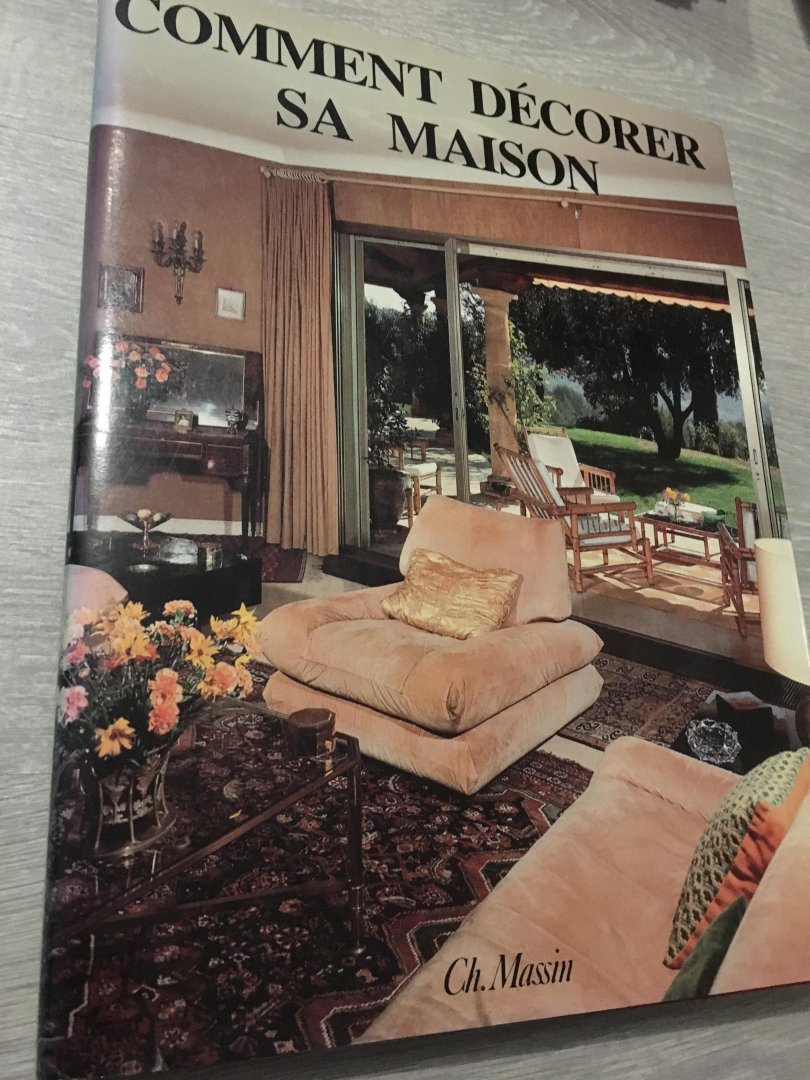 COMMENT DÉCORER
SA MAISON
Ch. Massin